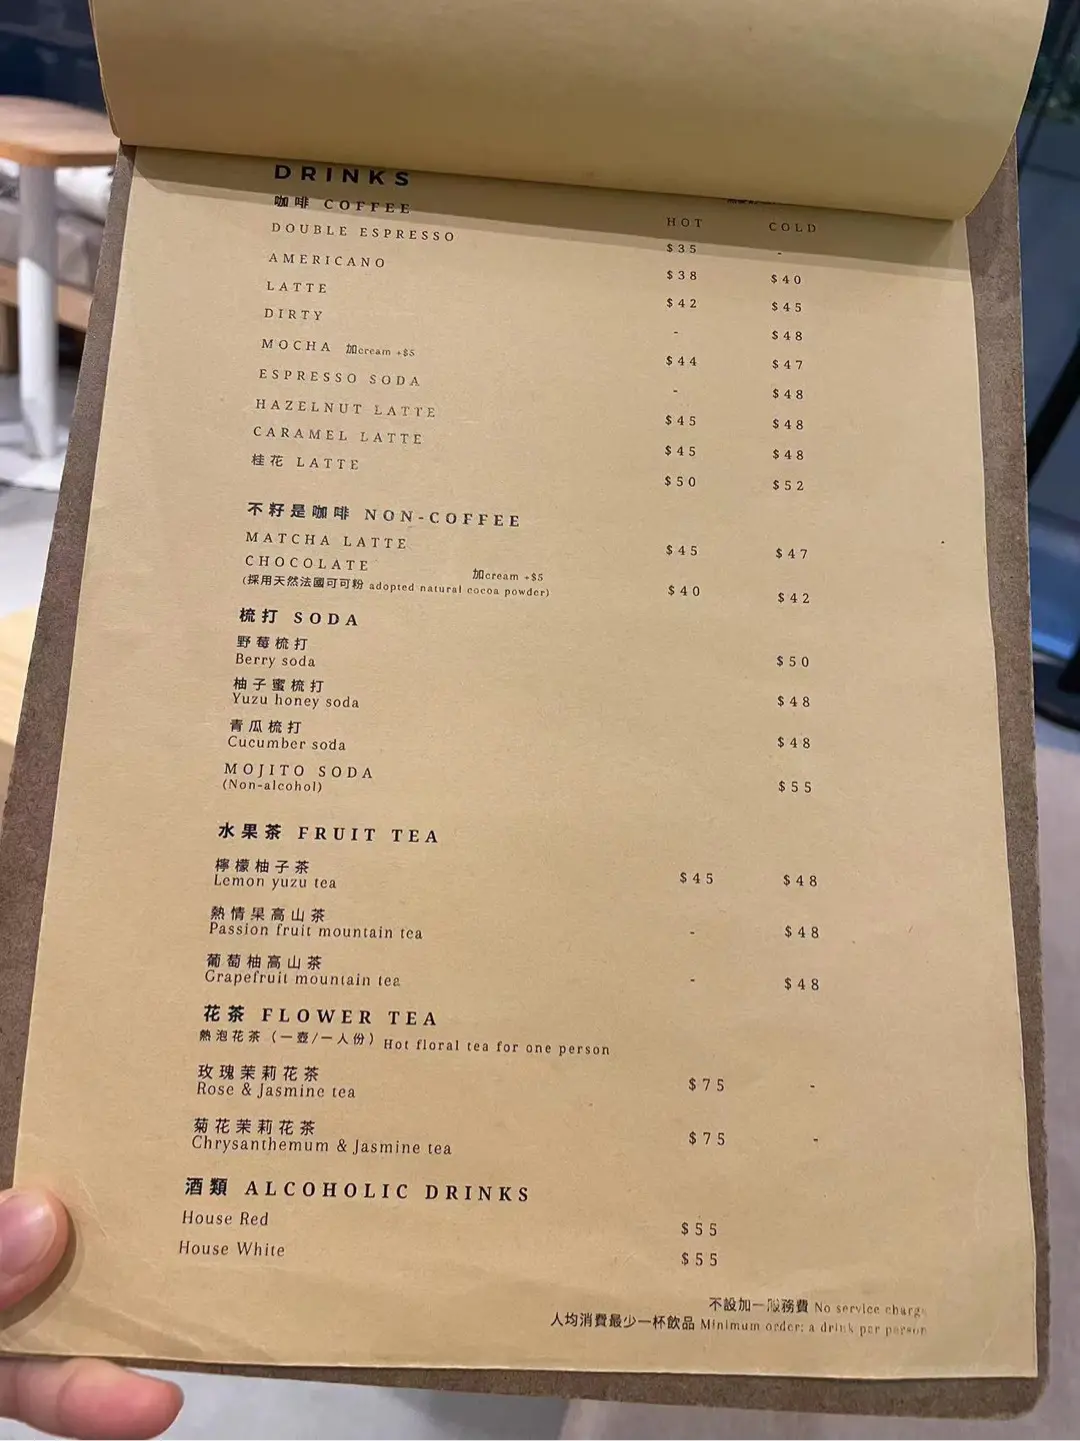 DRINKS
咖啡 COFFEE
HOT COLD
DOUBLE ESPRESSO $35 -
AMERICANO $38 $40
LATTE $42 $45
DIRTY - $48
MOCHA 加cream +$5 $44 $47
ESPRESSO SODA - $48
HAZELNUT LATTE $45 $48
CARAMEL LATTE $45 $48
桂花 LATTE $50 $52
不籽是咖啡 NON-COFFEE
MATCHA LATTE $45 $47
CHOCOLATE 加cream +$5
(採用天然法國可可粉 adopted natural cocoa powder) $40 $42
梳打 SODA
野莓梳打
Berry soda $50
柚子蜜梳打
Yuzu honey soda $48
青瓜梳打
Cucumber soda $48
MOJITO SODA
(Non-alcohol) $55
水果茶 FRUIT TEA
檸檬柚子茶
Lemon yuzu tea $45 $48
熱情果高山茶
Passion fruit mountain tea - $48
葡萄柚高山茶
Grapefruit mountain tea - $48
花茶 FLOWER TEA
熱泡花茶（一壺/一人份）Hot floral tea for one person
玫瑰茉莉花茶
Rose & Jasmine tea $75 -
菊花茉莉花茶
Chrysanthemum & Jasmine tea $75 -
酒類 ALCOHOLIC DRINKS
House Red $55
House White $55
不設加一服務費 No service charge
人均消費最少一杯飲品 Minimum order: a drink per person